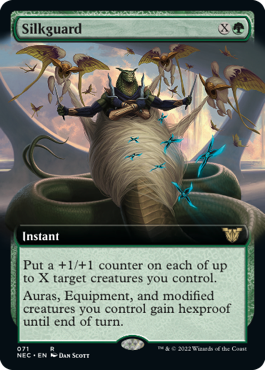 Silkguard X
Instant
Put a +1/+1 counter on each of up
to X target creatures you control.
Auras, Equipment, and modified
creatures you control gain hexproof
until end of turn.
071 R
NEC • EN DAN SCOTT
™ & © 2022 Wizards of the Coast